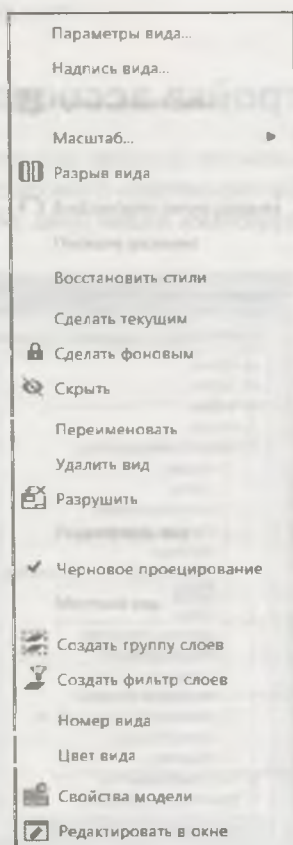 Параметры вида...
Надпись вида...
Масштаб...
Разрыв вида
Восстановить стили
Сделать текущим
Сделать фоновым
Скрыть
Переименовать
Удалить вид
Разрушить
Черновое проецирование
Создать группу слоев
Создать фильтр слоев
Номер вида
Цвет вида
Свойства модели
Редактировать в окне